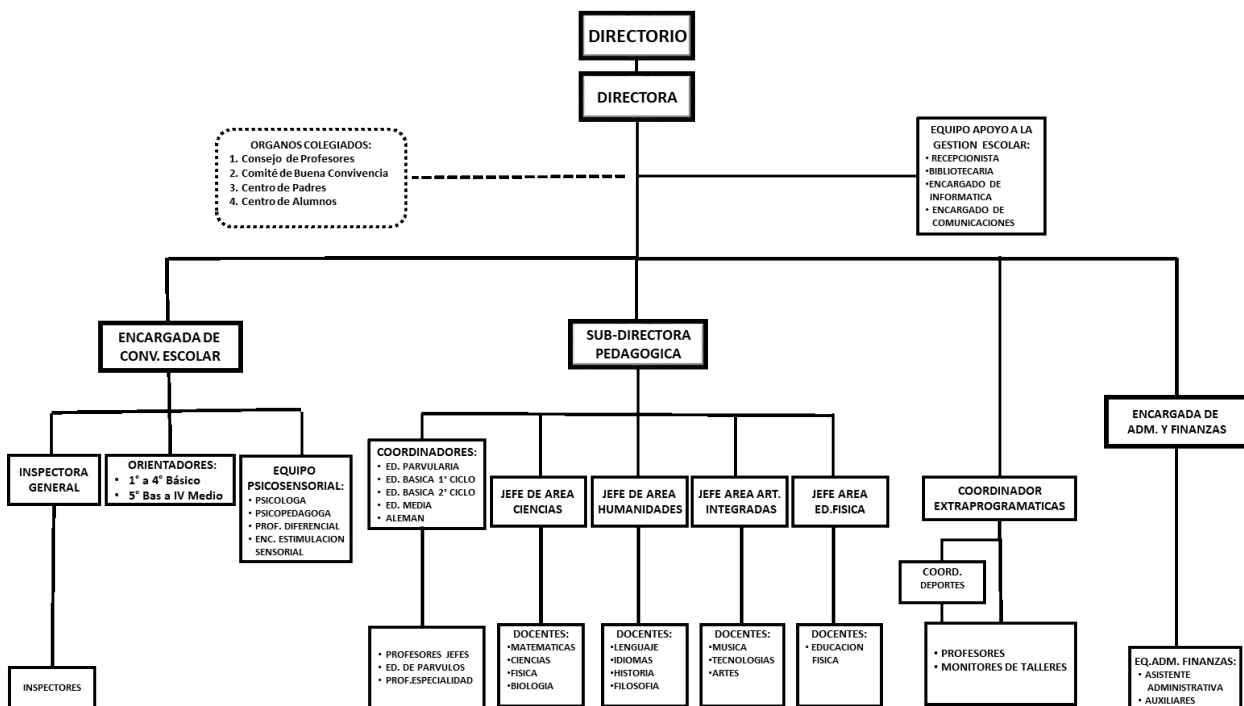 DIRECTORIO
DIRECTORA
ORGANOS COLEGIADOS:
1. Consejo de Profesores
2. Comité de Buena Convivencia
3. Centro de Padres
4. Centro de Alumnos
EQUIPO APOYO A LA
GESTION ESCOLAR:
• RECEPCIONISTA
•BIBLIOTECARIA
•ENCARGADO DE
INFORMATICA
• ENCARGADO DE
COMUNICACIONES
ENCARGADA DE
CONV. ESCOLAR
SUB-DIRECTORA
PEDAGOGICA
ENCARGADA DE
ADM. Y FINANZAS
INSPECTORA
GENERAL
ORIENTADORES:
• 1° a 4° Básico
• 5° Bas a IV Medio
EQUIPO
PSICOSENSORIAL:
• PSICOLOGA
• PSICOPEDAGOGA
• PROF. DIFERENCIAL
• ENC. ESTIMULACION
SENSORIAL
COORDINADORES:
• ED. PARVULARIA
• ED. BASICA 1° CICLO
• ED. BASICA 2° CICLO
• ED. MEDIA
• ALEMAN
JEFE DE AREA
CIENCIAS
JEFE DE AREA
HUMANIDADES
JEFE AREA ART.
INTEGRADAS
JEFE AREA
ED.FISICA
COORDINADOR
EXTRAPROGRAMATICAS
COORD.
DEPORTES
INSPECTORES
• PROFESORES JEFES
• ED. DE PARVULOS
• PROF.ESPECIALIDAD
DOCENTES:
•MATEMATICAS
•CIENCIAS
•FISICA
•BIOLOGIA
DOCENTES:
•LENGUAJE
•IDIOMAS
•HISTORIA
•FILOSOFIA
DOCENTES:
•MUSICA
•TECNOLOGIAS
•ARTES
DOCENTES:
• EDUCACION
FISICA
• PROFESORES
• MONITORES DE TALLERES
EQ.ADM. FINANZAS:
• ASISTENTE
ADMINISTRATIVA
• AUXILIARES